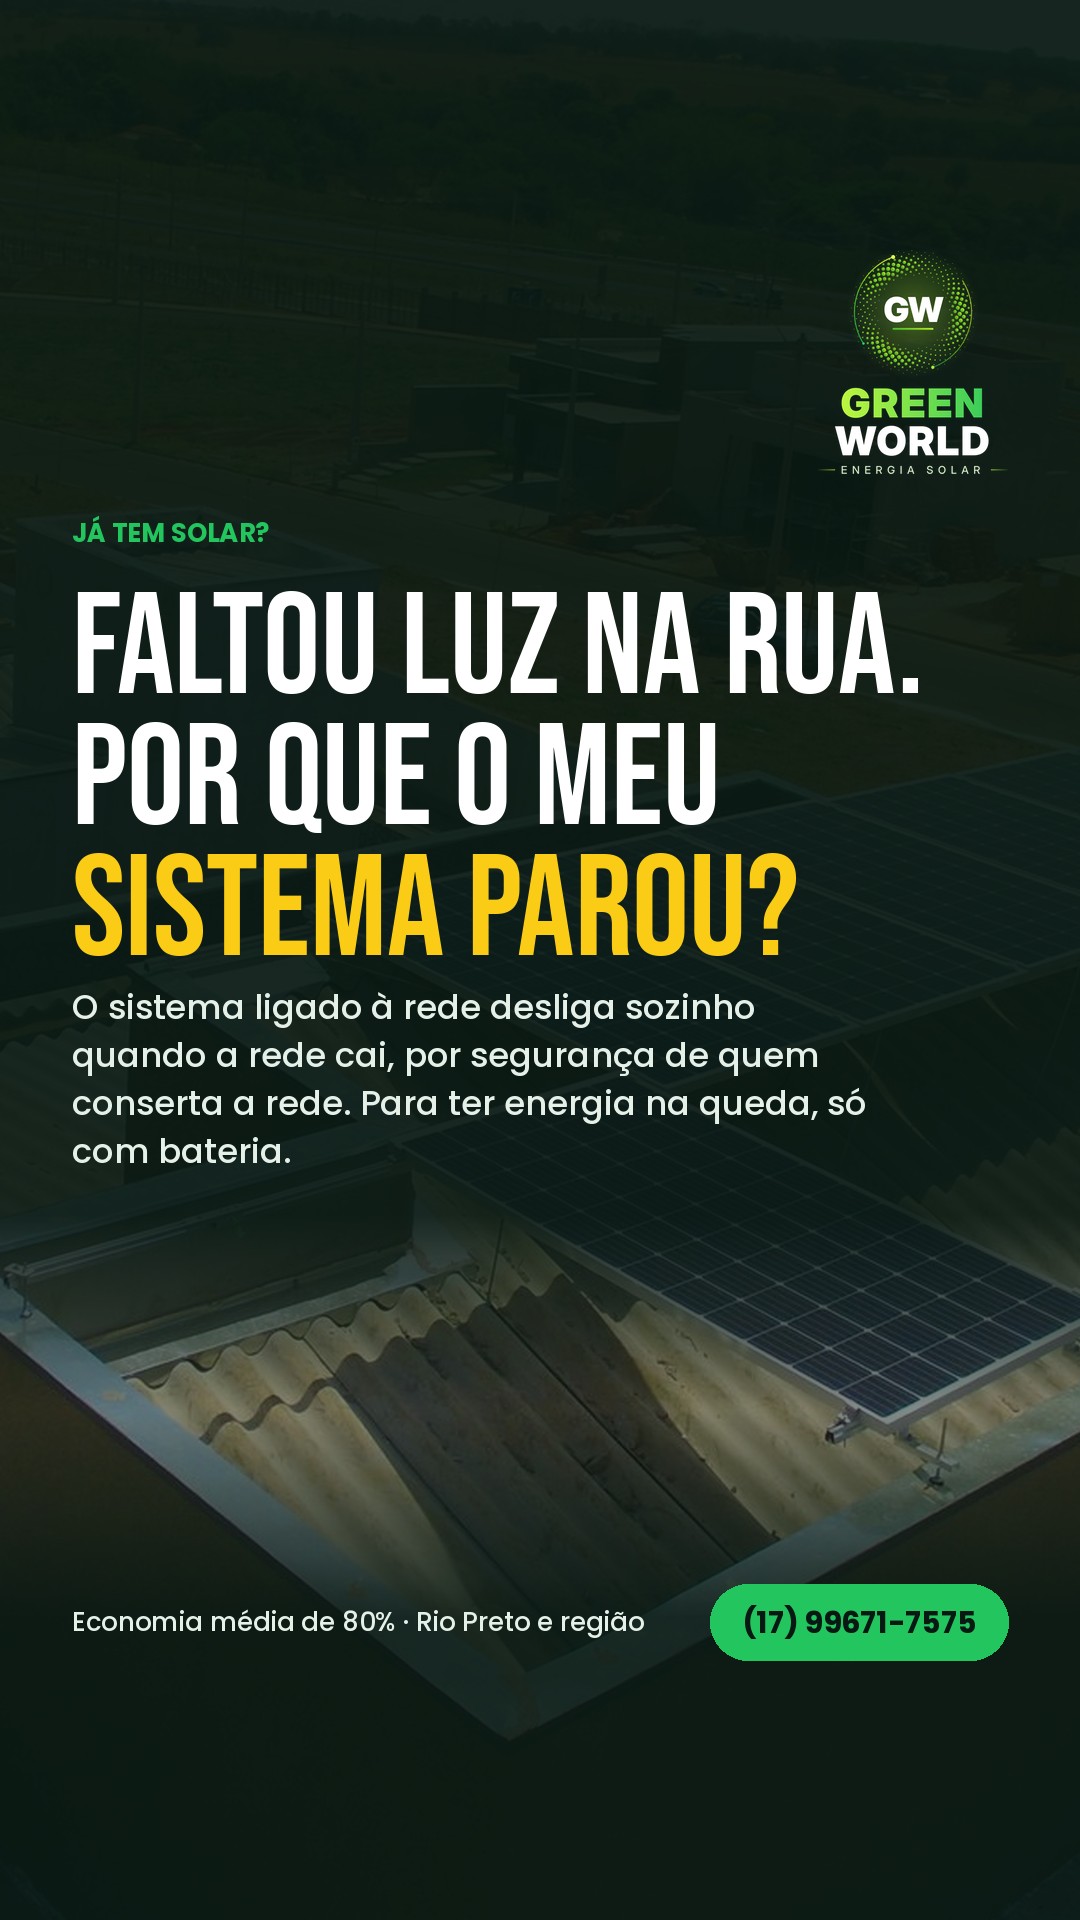 GW
GREEN
WORLD
ENERGIA SOLAR
JÁ TEM SOLAR?
FALTOU LUZ NA RUA.
POR QUE O MEU
SISTEMA PAROU?
O sistema ligado à rede desliga sozinho
quando a rede cai, por segurança de quem
conserta a rede. Para ter energia na queda, só
com bateria.
Economia média de 80% · Rio Preto e região
(17) 99671-7575